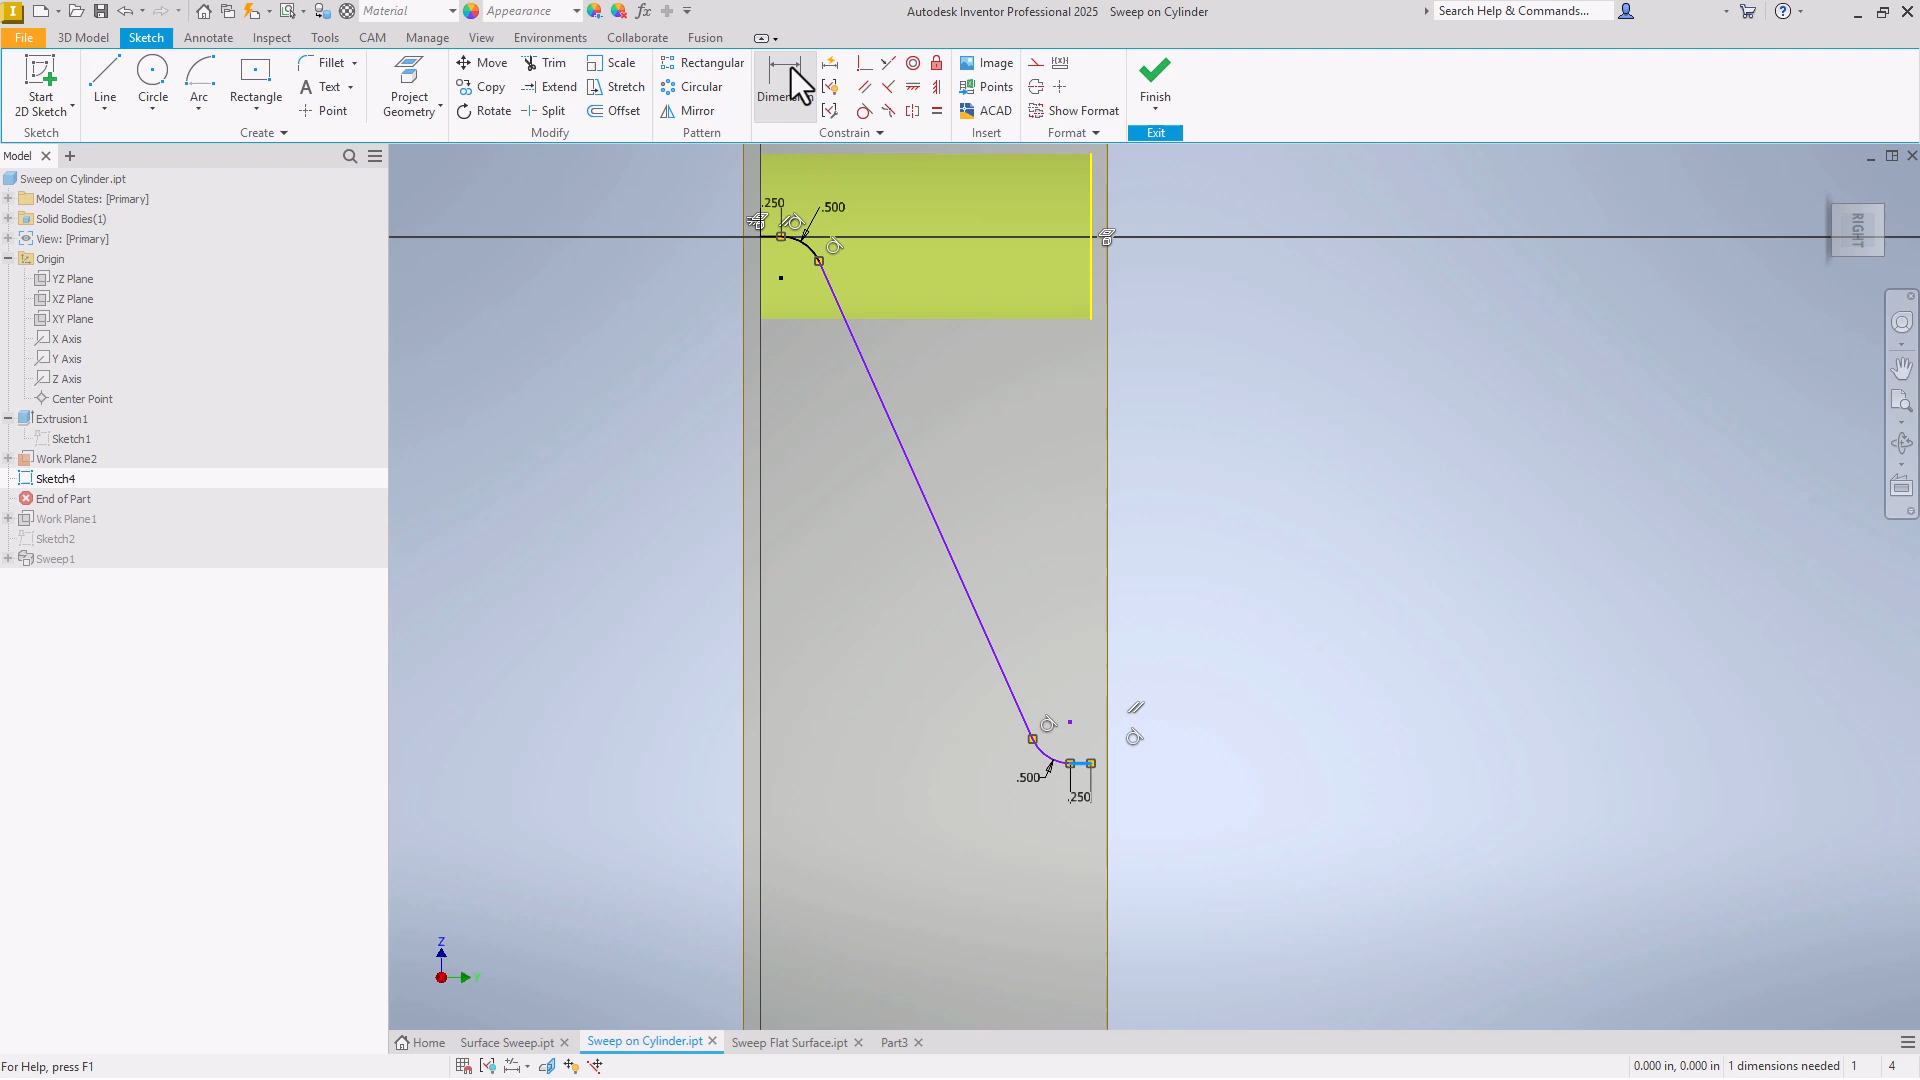 Material
Appearance
Autodesk Inventor Professional 2025 Sweep on Cylinder
Search Help & Commands...
File 3D Model Sketch Annotate Inspect Tools CAM Manage View Environments Collaborate Fusion
Start
2D Sketch
Line
Circle
Arc
Rectangle
Fillet
Text
Point
Project
Geometry
Move
Copy
Rotate
Trim
Extend
Split
Scale
Stretch
Offset
Rectangular
Circular
Mirror
Image
Points
ACAD
Show Format
Finish
Sketch
Create
Modify
Pattern
Constrain
Insert
Format
Exit
Model
Sweep on Cylinder.ipt
Model States: [Primary]
Solid Bodies(1)
View: [Primary]
Origin
YZ Plane
XZ Plane
XY Plane
X Axis
Y Axis
Z Axis
Center Point
Extrusion1
Sketch1
Work Plane2
Sketch4
End of Part
Work Plane1
Sketch2
Sweep1
.250
.500
.500
.250
RIGHT
Z
Y
Home
Surface Sweep.ipt
Sweep on Cylinder.ipt
Sweep Flat Surface.ipt
Part3
For Help, press F1
0.000 in, 0.000 in 1 dimensions needed 1 4